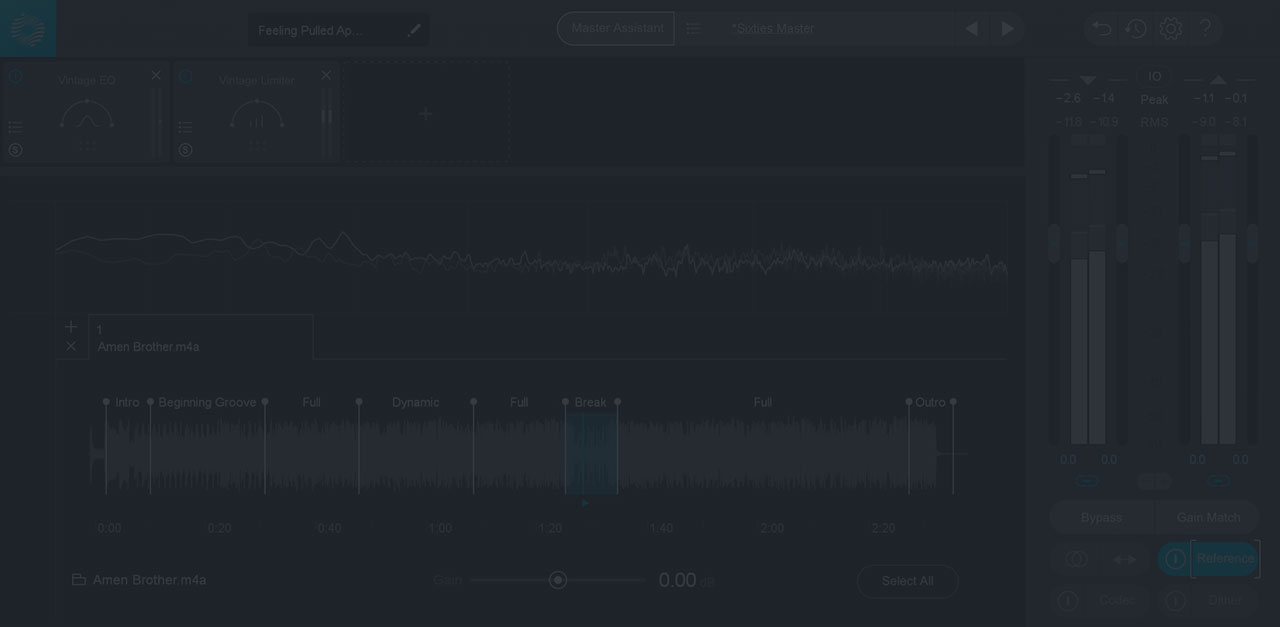 Feeling Pulled Ap...
Master Assistant
*Sixties Master
?
Vintage EQ
Vintage Limiter
S
S
IO
-2.6 -1.4 Peak -1.1 -0.1
-11.8 -10.9 RMS -9.0 -8.1
1
Amen Brother.m4a
Intro Beginning Groove Full Dynamic Full Break Full Outro
0:00 0:20 0:40 1:00 1:20 1:40 2:00 2:20
0.0 0.0 0.0 0.0
Bypass Gain Match
Reference
Codec Dither
Amen Brother.m4a
Gain 0.00 dB
Select All